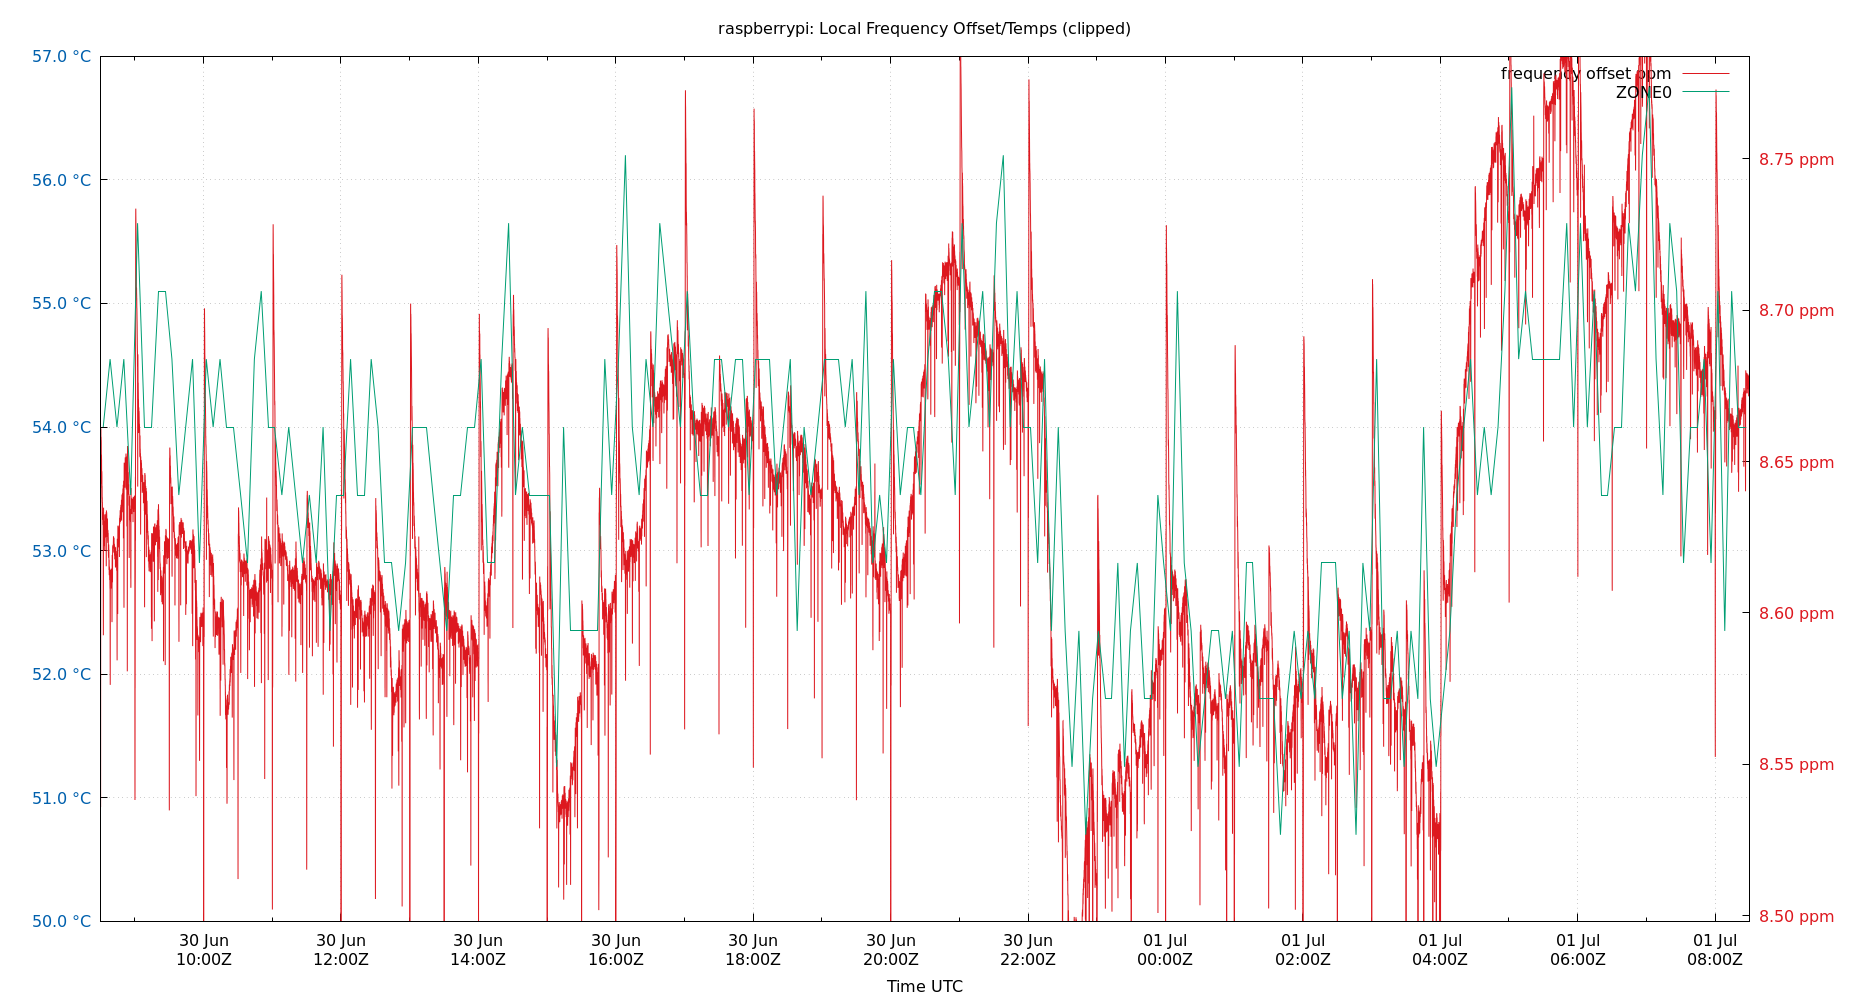 raspberrypi: Local Frequency Offset/Temps (clipped)
57.0 °C
56.0 °C
55.0 °C
54.0 °C
53.0 °C
52.0 °C
51.0 °C
50.0 °C
frequency offset ppm
ZONE0
8.75 ppm
8.70 ppm
8.65 ppm
8.60 ppm
8.55 ppm
8.50 ppm
30 Jun 30 Jun 30 Jun 30 Jun 30 Jun 30 Jun 30 Jun 01 Jul 01 Jul 01 Jul 01 Jul 01 Jul
10:00Z 12:00Z 14:00Z 16:00Z 18:00Z 20:00Z 22:00Z 00:00Z 02:00Z 04:00Z 06:00Z 08:00Z
Time UTC